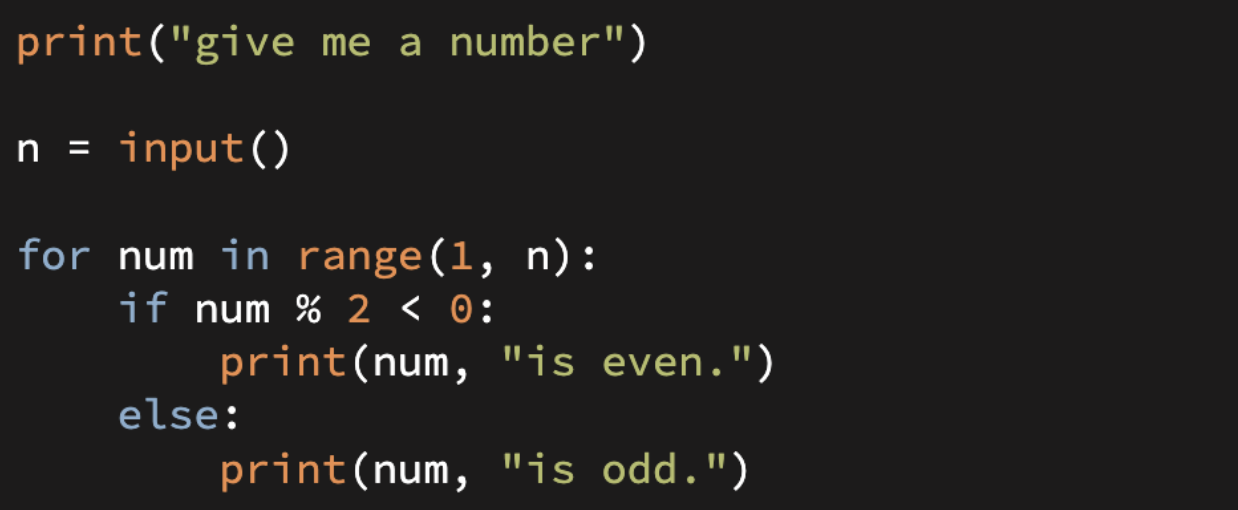 print("give me a number")
n = input()
for num in range(1, n):
    if num % 2 < 0:
        print(num, "is even.")
    else:
        print(num, "is odd.")